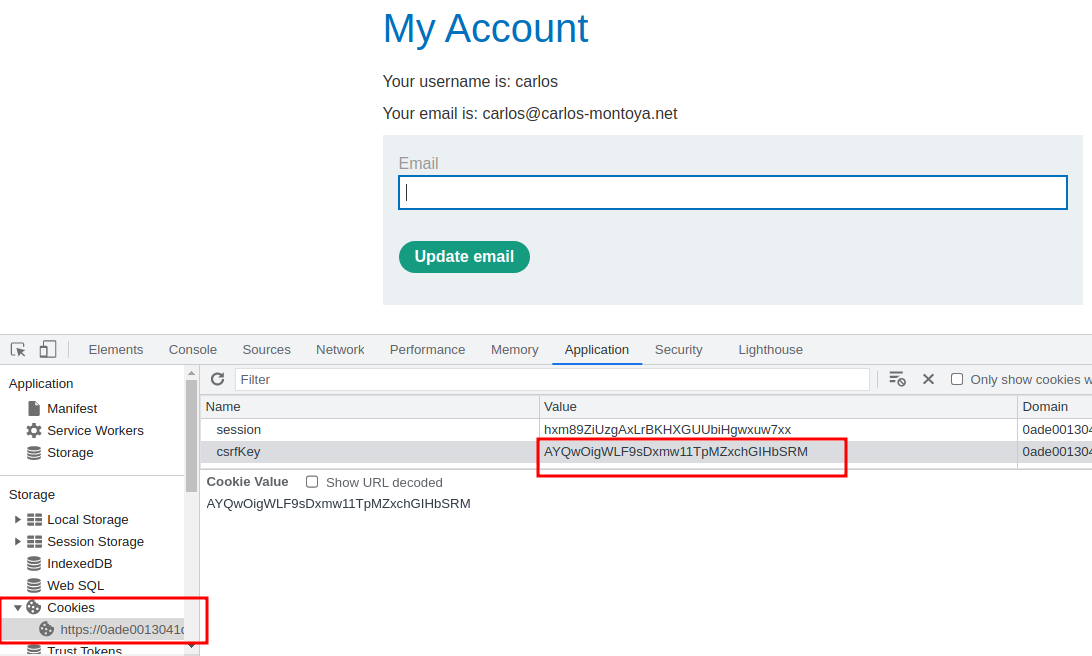 My Account
Your username is: carlos
Your email is: carlos@carlos-montoya.net
Email
Update email
Elements Console Sources Network Performance Memory Application Security Lighthouse
Application
Manifest
Service Workers
Storage
Storage
Local Storage
Session Storage
IndexedDB
Web SQL
Cookies
https://0ade0013041
Trust Tokens
Filter
Only show cookies w
Name Value Domain
session hxm89ZiUzgAxLrBKHXGUUbiHgwxuw7xx 0ade001304
csrfKey AYQwOigWLF9sDxmw11TpMZxchGIHbSRM 0ade001304
Cookie Value Show URL decoded
AYQwOigWLF9sDxmw11TpMZxchGIHbSRM